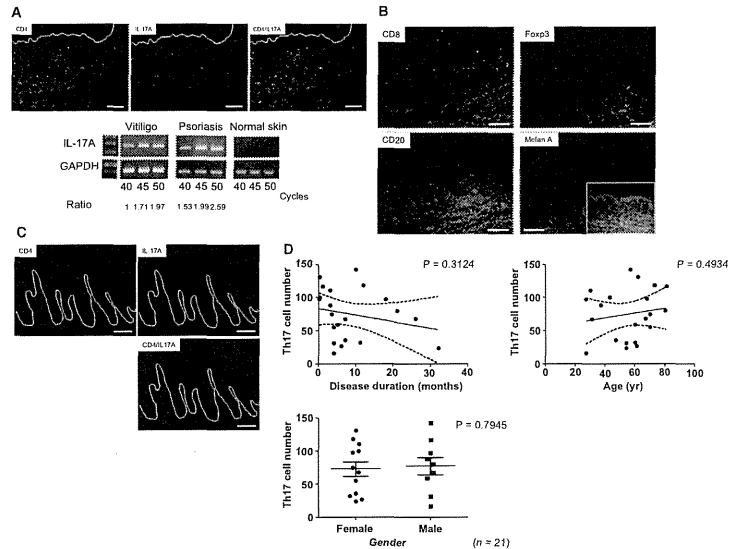 A
CD4
IL-17A
CD4/IL17A
Vitiligo Psoriasis Normal skin
IL-17A
GAPDH
40 45 50 40 45 50 40 45 50
Cycles
Ratio 1 1.71 1.97 1.53 1.99 2.59
B
CD8
Foxp3
CD20
Melan A
C
CD4
IL-17A
CD4/IL17A
D
P = 0.3124
Th17 cell number
150
100
50
0
0 10 20 30 40
Disease duration (months)
P = 0.4934
Th17 cell number
150
100
50
0
0 20 40 60 80 100
Age (yr)
P = 0.7945
Th17 cell number
150
100
50
0
Female Male
Gender
(n = 21)